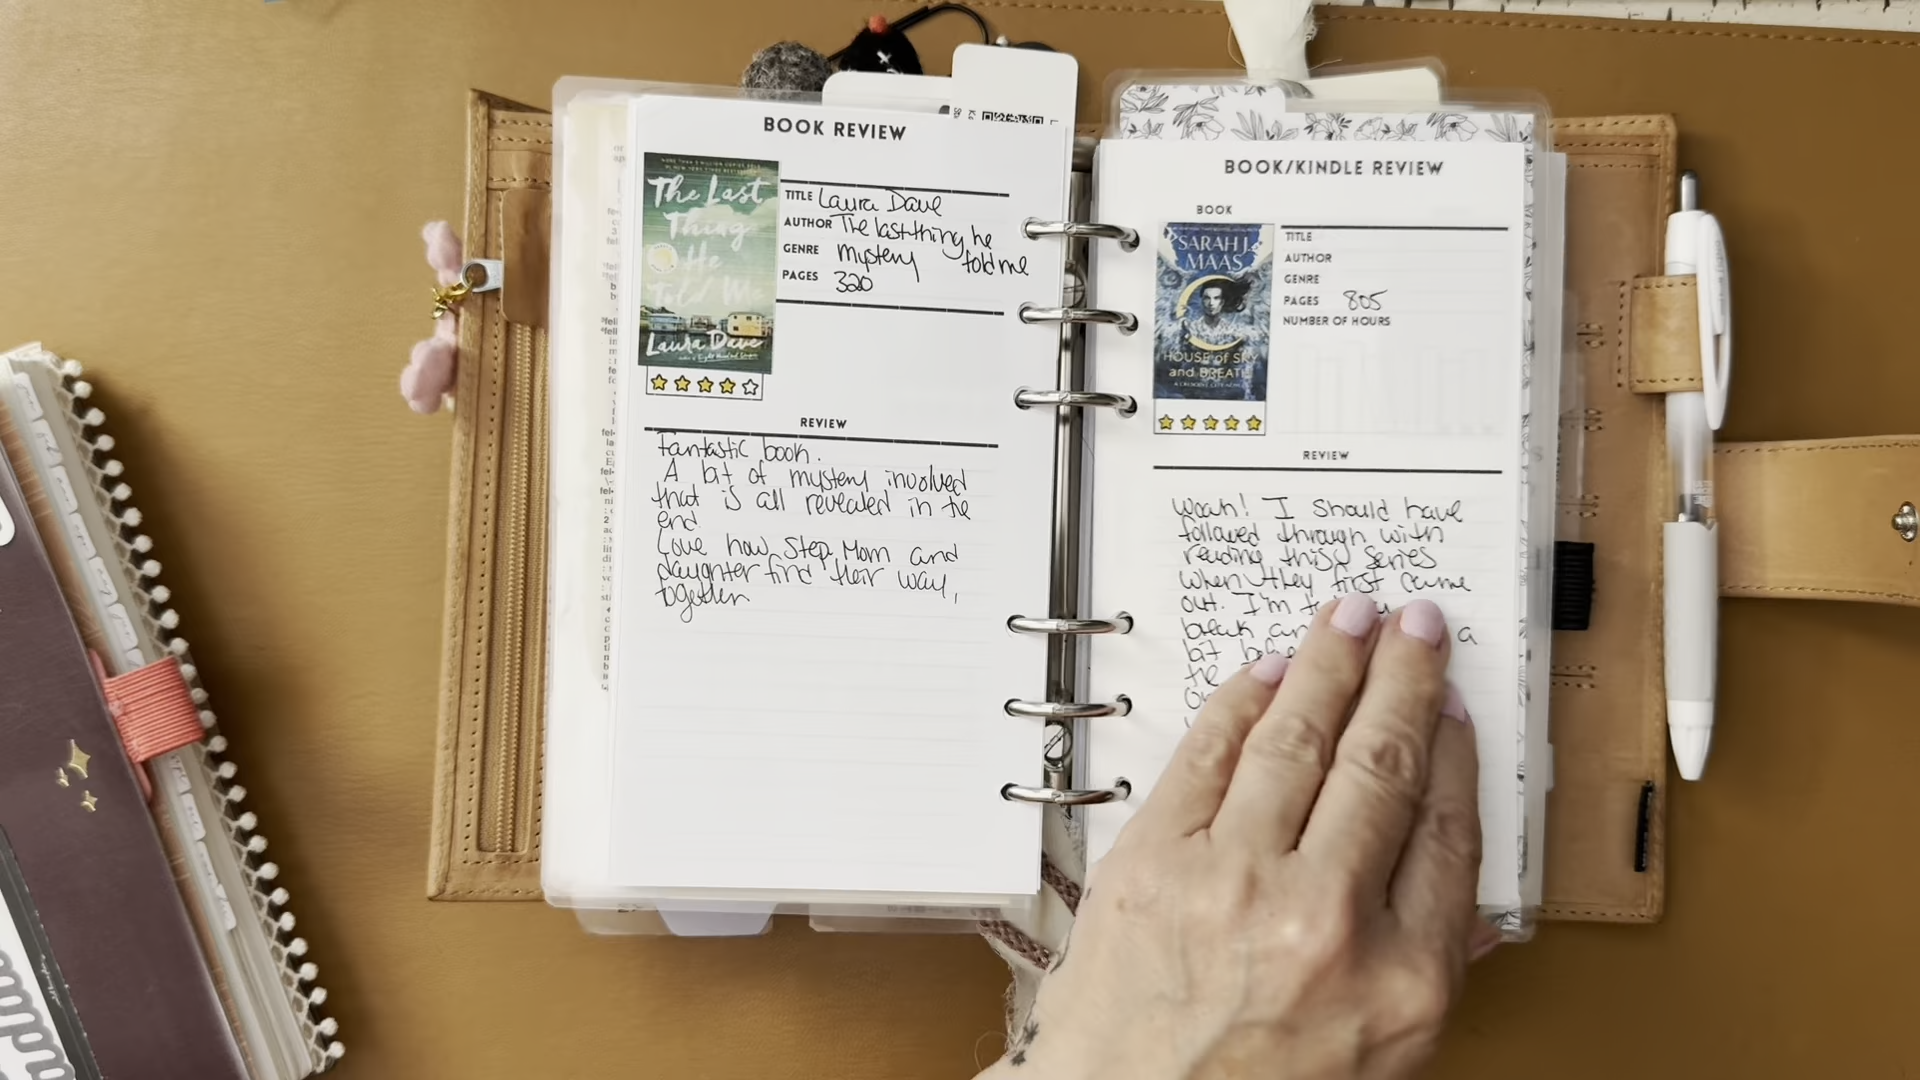 BOOK REVIEW
The Last
Thing
He
Told Me
Laura Dave
TITLE Laura Dave
AUTHOR The last thing he
told me
GENRE mystery
PAGES 320
REVIEW
Fantastic book.
A bit of mystery involved
that is all revealed in the
end.
Love how step Mom and
daughter find their way,
together
BOOK/KINDLE REVIEW
BOOK
SARAH J.
MAAS
HOUSE of SKY
and BREATH
TITLE
AUTHOR
GENRE
PAGES 805
NUMBER OF HOURS
REVIEW
Woah! I should have
followed through with
reading this series
when they first came
out. I'm
break a
bit
the